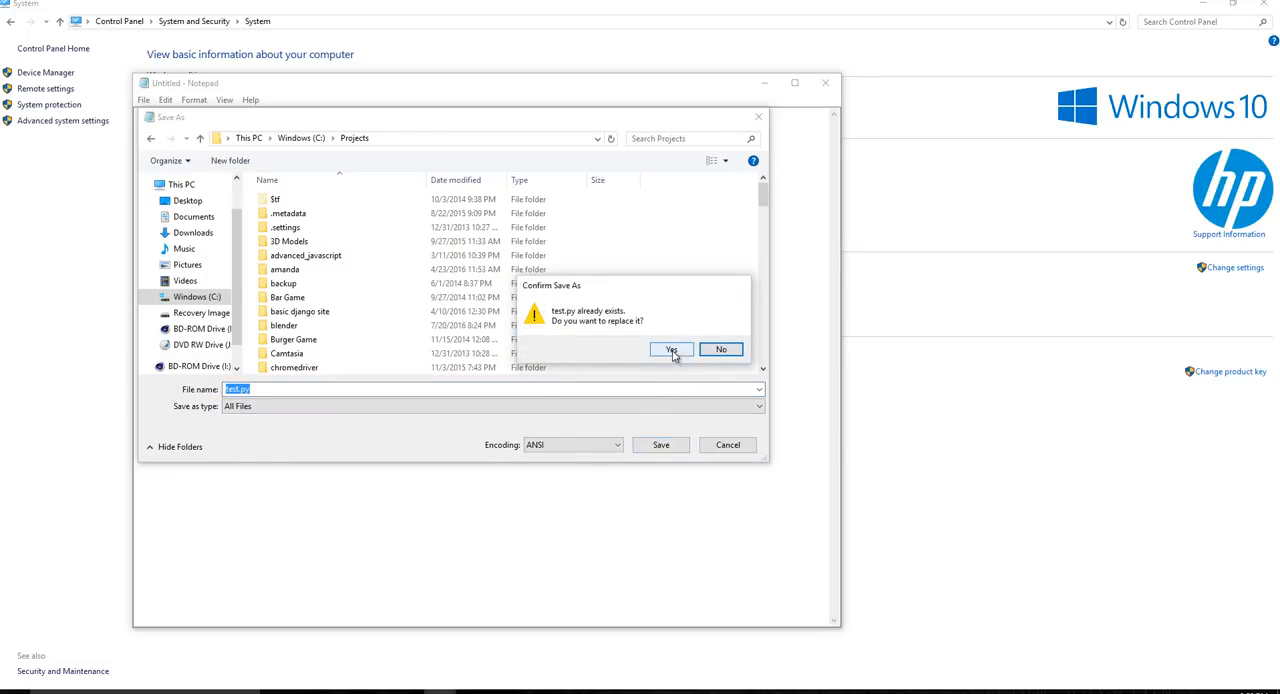 System
Control Panel
System and Security
System
Search Control Panel
Control Panel Home
View basic information about your computer
Device Manager
Remote settings
System protection
Advanced system settings
Untitled - Notepad
File Edit Format View Help
Save As
This PC
Windows (C:)
Projects
Search Projects
Organize
New folder
Name Date modified Type Size
This PC
Desktop
Documents
Downloads
Music
Pictures
Videos
Windows (C:)
Recovery Image
BD-ROM Drive (
DVD RW Drive (
BD-ROM Drive (I:)
$tf 10/3/2014 9:38 PM File folder
.metadata 8/22/2015 9:09 PM File folder
.settings 12/31/2013 10:27 ... File folder
3D Models 9/27/2015 11:33 AM File folder
advanced_javascript 3/11/2016 10:39 PM File folder
amanda 4/23/2016 11:53 AM File folder
backup 6/1/2014 8:37 PM
Bar Game 9/27/2014 11:02 PM
basic django site 4/10/2016 12:30 PM
blender 7/20/2016 8:24 PM
Burger Game 11/15/2014 12:08 ...
Camtasia 12/31/2013 10:28 ...
chromedriver 11/3/2015 7:43 PM File folder
Confirm Save As
test.py already exists.
Do you want to replace it?
Yes
No
File name: test.py
Save as type: All Files
Hide Folders
Encoding: ANSI
Save
Cancel
Windows 10
hp
Support Information
Change settings
Change product key
See also
Security and Maintenance